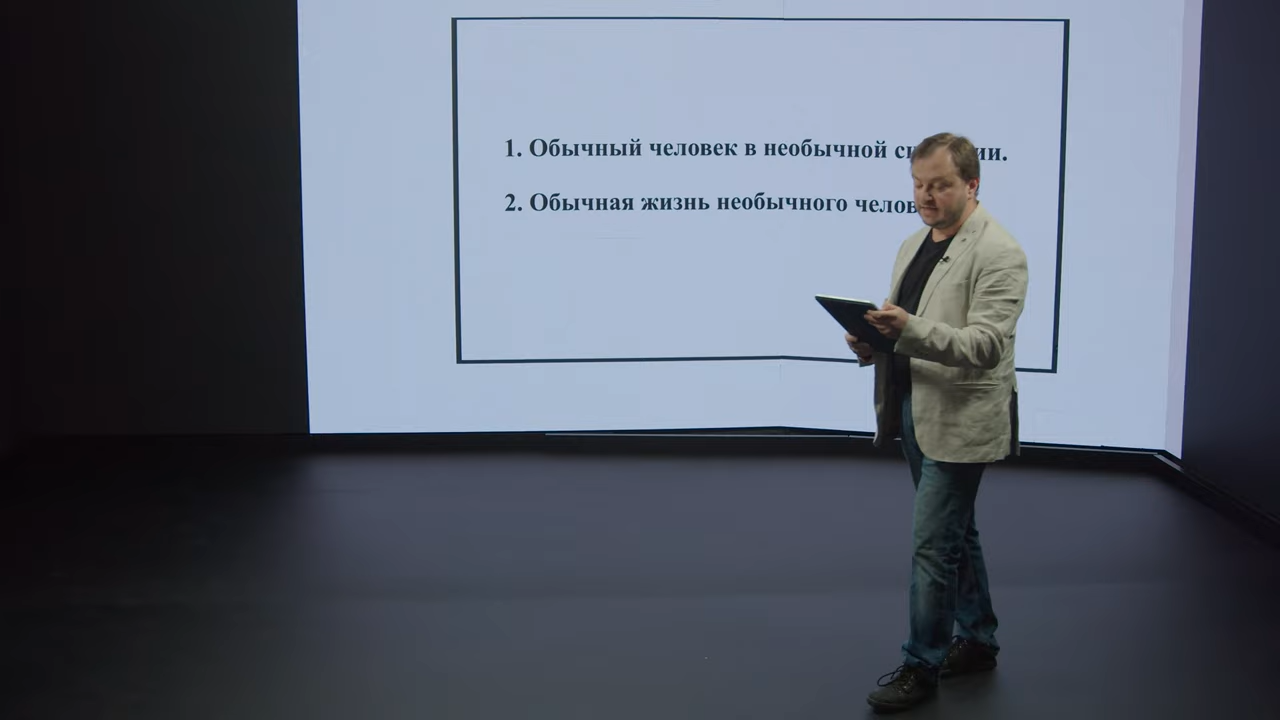 1. Обычный человек в необычной
2. Обычная жизнь необычного